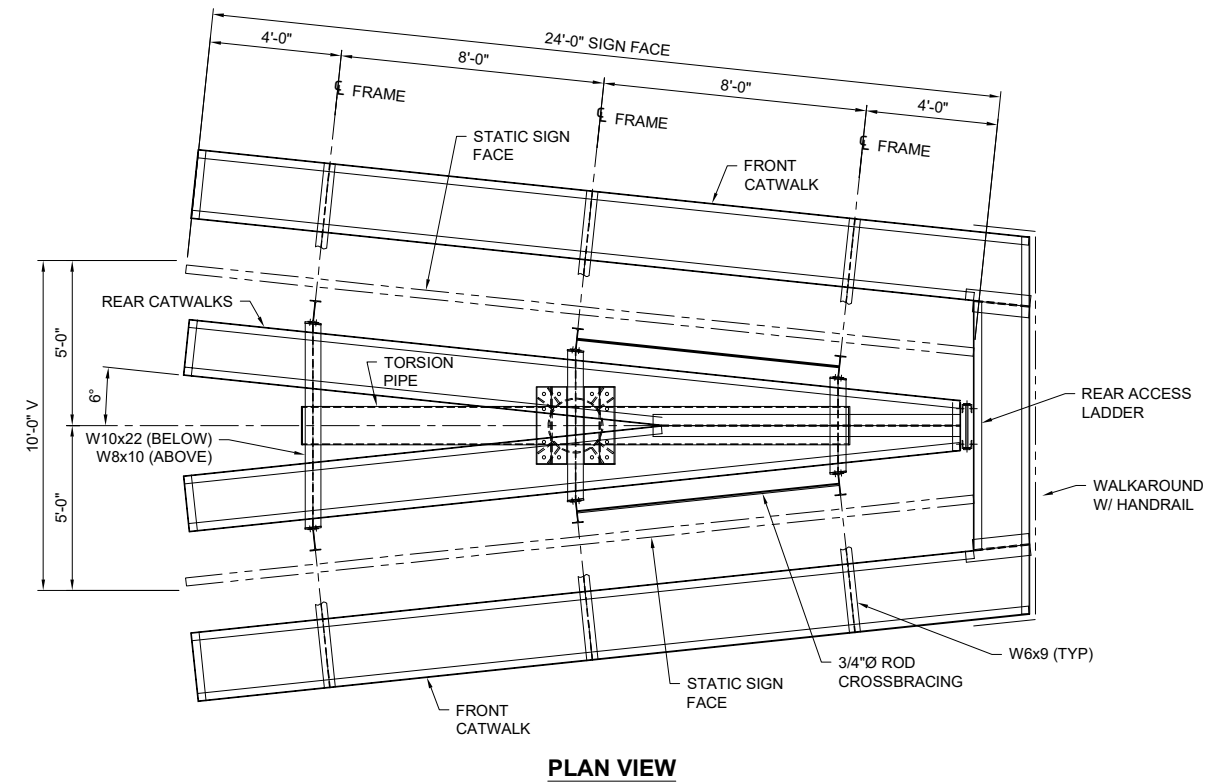 24'-0" SIGN FACE
4'-0"
8'-0"
8'-0"
4'-0"
℄ FRAME
℄ FRAME
℄ FRAME
STATIC SIGN
FACE
FRONT
CATWALK
REAR CATWALKS
5'-0"
10'-0" V
6°
TORSION
PIPE
W10x22 (BELOW)
W8x10 (ABOVE)
5'-0"
REAR ACCESS
LADDER
WALKAROUND
W/ HANDRAIL
W6x9 (TYP)
3/4"Ø ROD
CROSSBRACING
STATIC SIGN
FACE
FRONT
CATWALK
PLAN VIEW